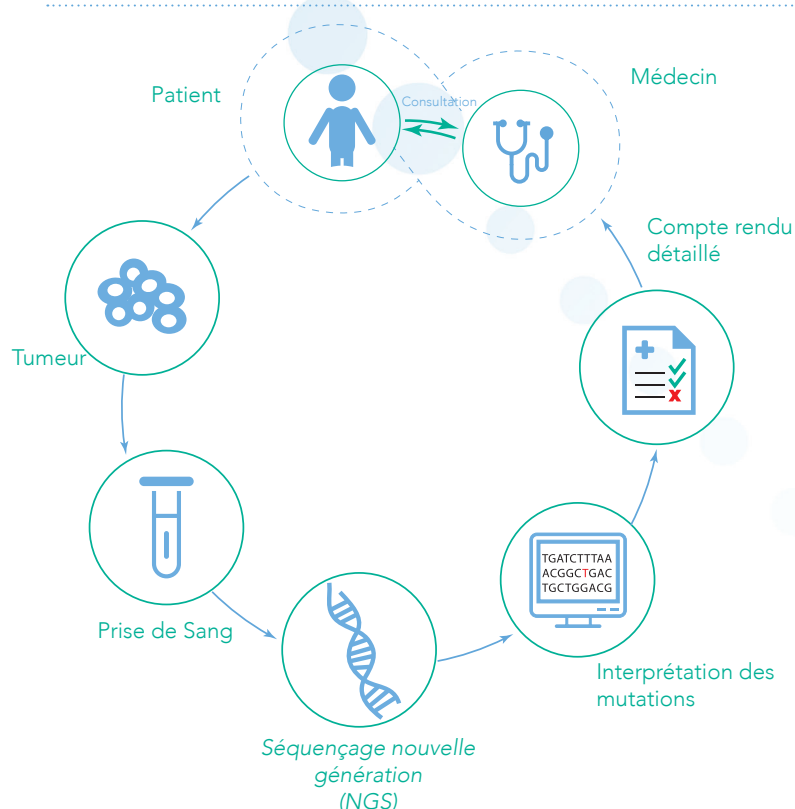 Patient
Consultation
Médecin
Compte rendu
détaillé
Tumeur
Prise de Sang
Séquençage nouvelle
génération
(NGS)
TGATCTTTAA
ACGGCTGAC
TGCTGGACG
Interprétation des
mutations